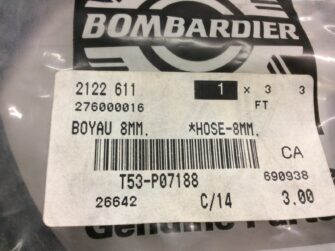 BOMBARDIER
2122 611 1 x 3 3
276000016 FT
BOYAU 8MM. *HOSE-8MM.
CA
T53-P07188 690938
26642 C/14 3.00
Genuine Parts